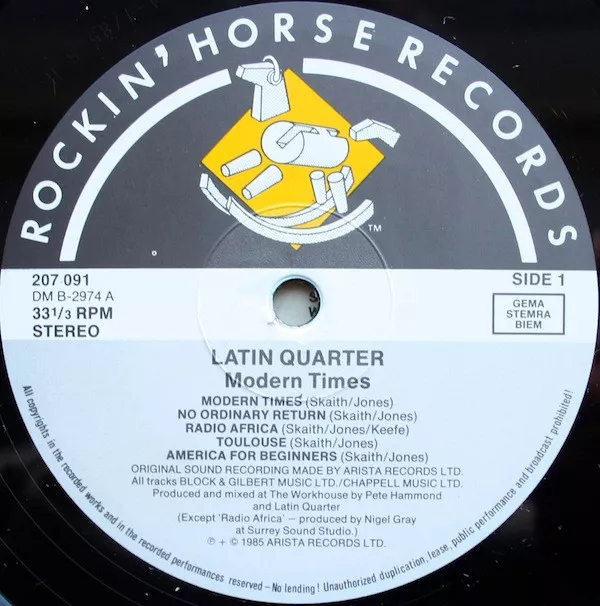 ROCKIN' HORSE RECORDS
TM
207 091
DM B-2974 A
33 1/3 RPM
STEREO
SIDE 1
GEMA
STEMRA
BIEM
LATIN QUARTER
Modern Times
MODERN TIMES (Skaith/Jones)
NO ORDINARY RETURN (Skaith/Jones)
RADIO AFRICA (Skaith/Jones/Keefe)
TOULOUSE (Skaith/Jones)
AMERICA FOR BEGINNERS (Skaith/Jones)
ORIGINAL SOUND RECORDING MADE BY ARISTA RECORDS LTD.
All tracks BLOCK & GILBERT MUSIC LTD./CHAPPELL MUSIC LTD.
Produced and mixed at The Workhouse by Pete Hammond
and Latin Quarter
(Except 'Radio Africa' – produced by Nigel Gray
at Surrey Sound Studio.)
℗ + © 1985 ARISTA RECORDS LTD.
All copyrights in the recorded works and in the recorded performances reserved – No lending! Unauthorized duplication, lease, public performance and broadcast prohibited!